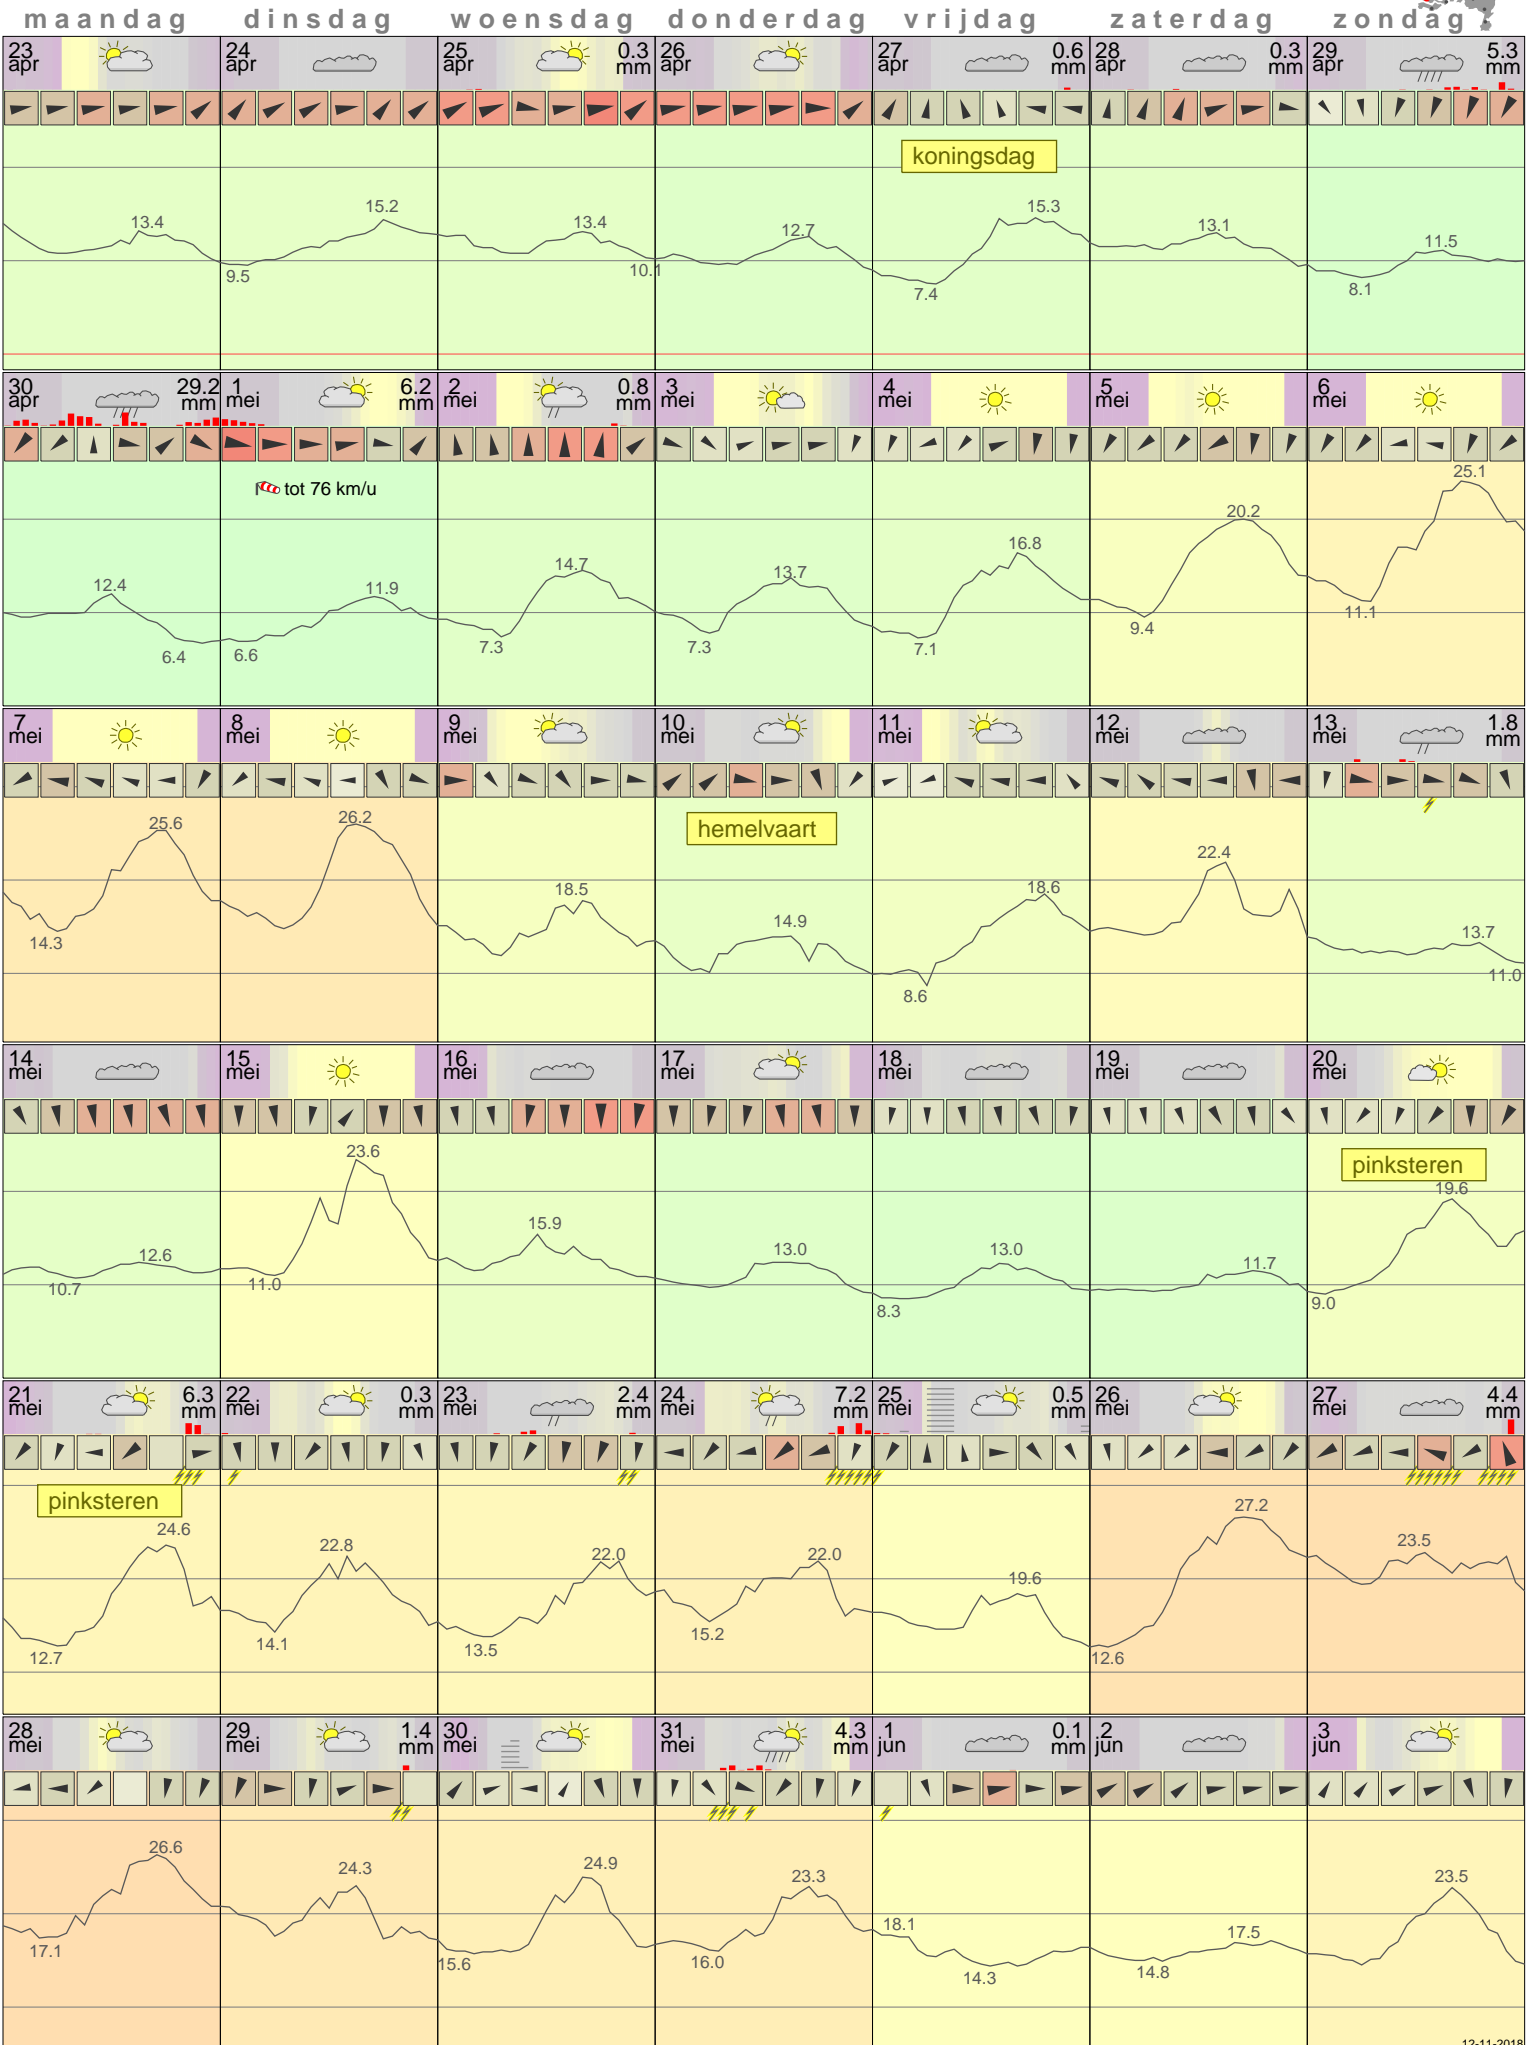 maandag dinsdag woensdag donderdag vrijdag zaterdag zondag
23 apr 24 apr 25 apr 0.3 mm 26 apr 27 apr 0.6 mm 28 apr 0.3 mm 29 apr 5.3 mm
koningsdag
13.4 9.5 15.2 13.4 10.1 12.7 7.4 15.3 13.1 8.1 11.5
30 apr 29.2 mm 1 mei 6.2 mm 2 mei 0.8 mm 3 mei 4 mei 5 mei 6 mei
tot 76 km/u
12.4 6.4 6.6 11.9 7.3 14.7 7.3 13.7 7.1 16.8 9.4 20.2 11.1 25.1
7 mei 8 mei 9 mei 10 mei 11 mei 12 mei 13 mei 1.8 mm
hemelvaart
14.3 25.6 26.2 18.5 14.9 8.6 18.6 22.4 13.7 11.0
14 mei 15 mei 16 mei 17 mei 18 mei 19 mei 20 mei
pinksteren
10.7 12.6 11.0 23.6 15.9 13.0 8.3 13.0 11.7 9.0 19.6
21 mei 6.3 mm 22 mei 0.3 mm 23 mei 2.4 mm 24 mei 7.2 mm 25 mei 0.5 mm 26 mei 27 mei 4.4 mm
pinksteren
12.7 24.6 14.1 22.8 13.5 22.0 15.2 22.0 19.6 12.6 27.2 23.5
28 mei 29 mei 1.4 mm 30 mei 31 mei 4.3 mm 1 jun 0.1 mm 2 jun 3 jun
17.1 26.6 24.3 15.6 24.9 16.0 23.3 18.1 14.3 14.8 17.5 23.5
12-11-2018